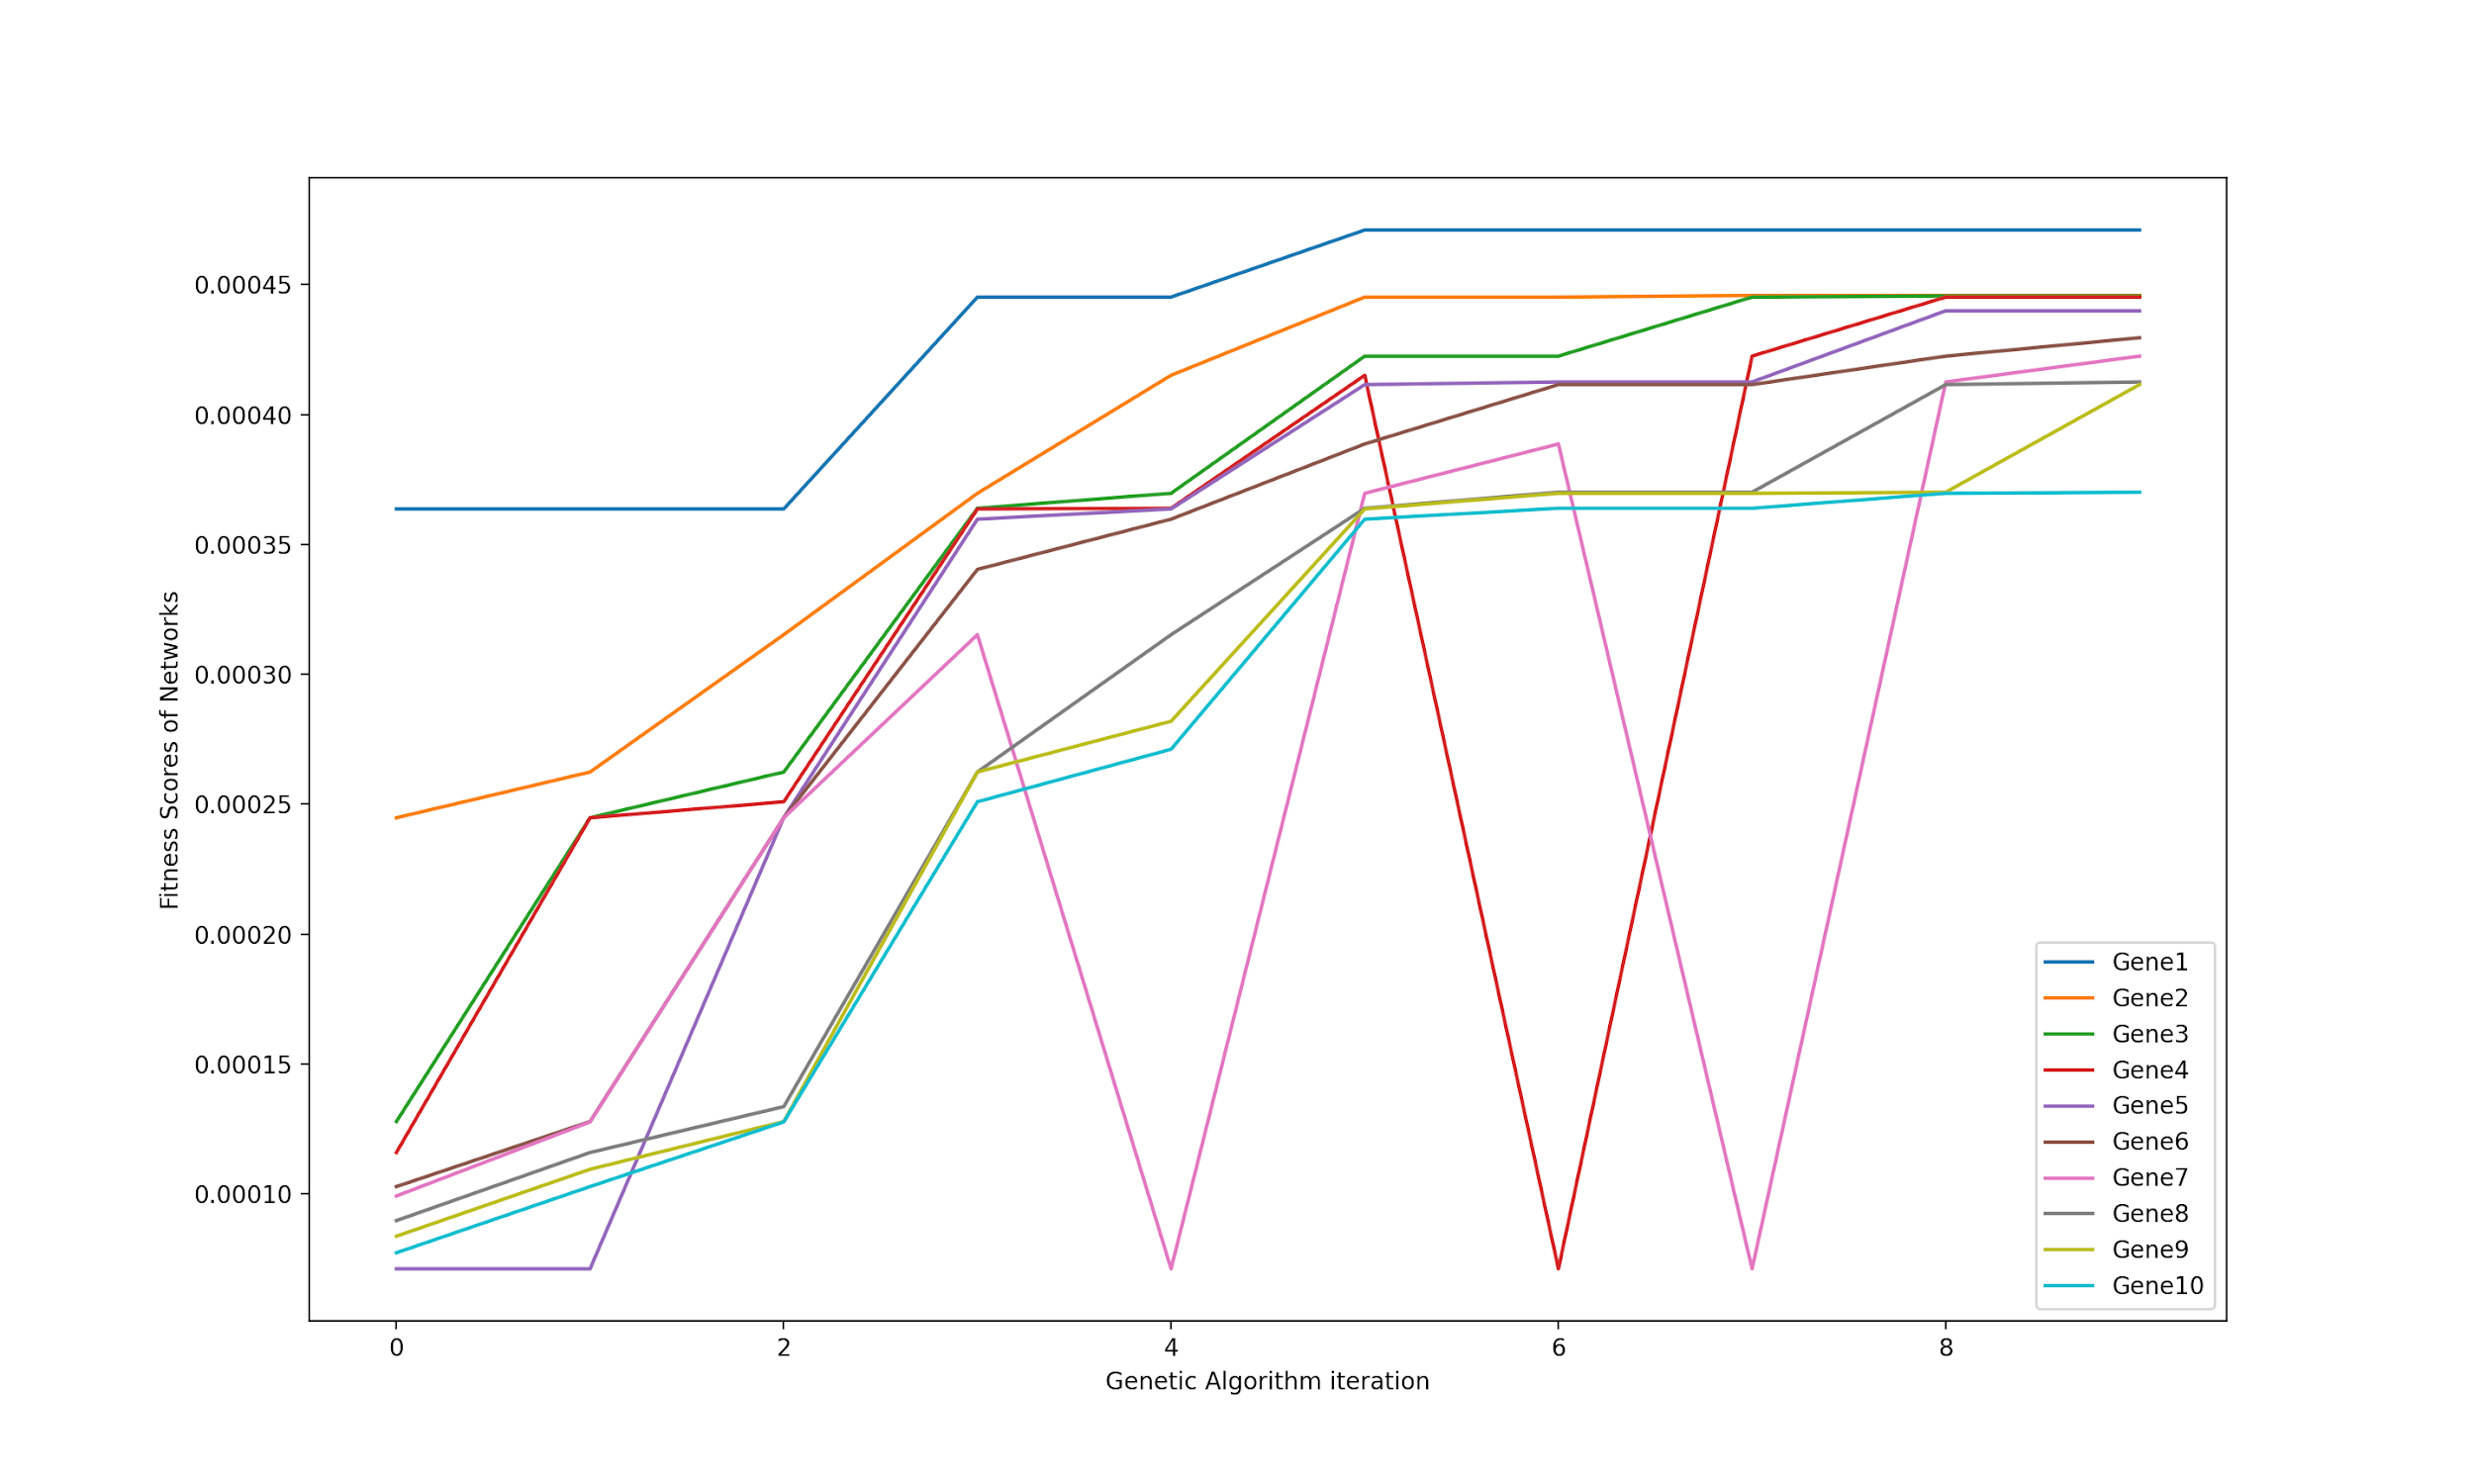 0.00045
0.00040
0.00035
0.00030
0.00025
0.00020
0.00015
0.00010
Fitness Scores of Networks
0 2 4 6 8
Genetic Algorithm iteration
Gene1
Gene2
Gene3
Gene4
Gene5
Gene6
Gene7
Gene8
Gene9
Gene10